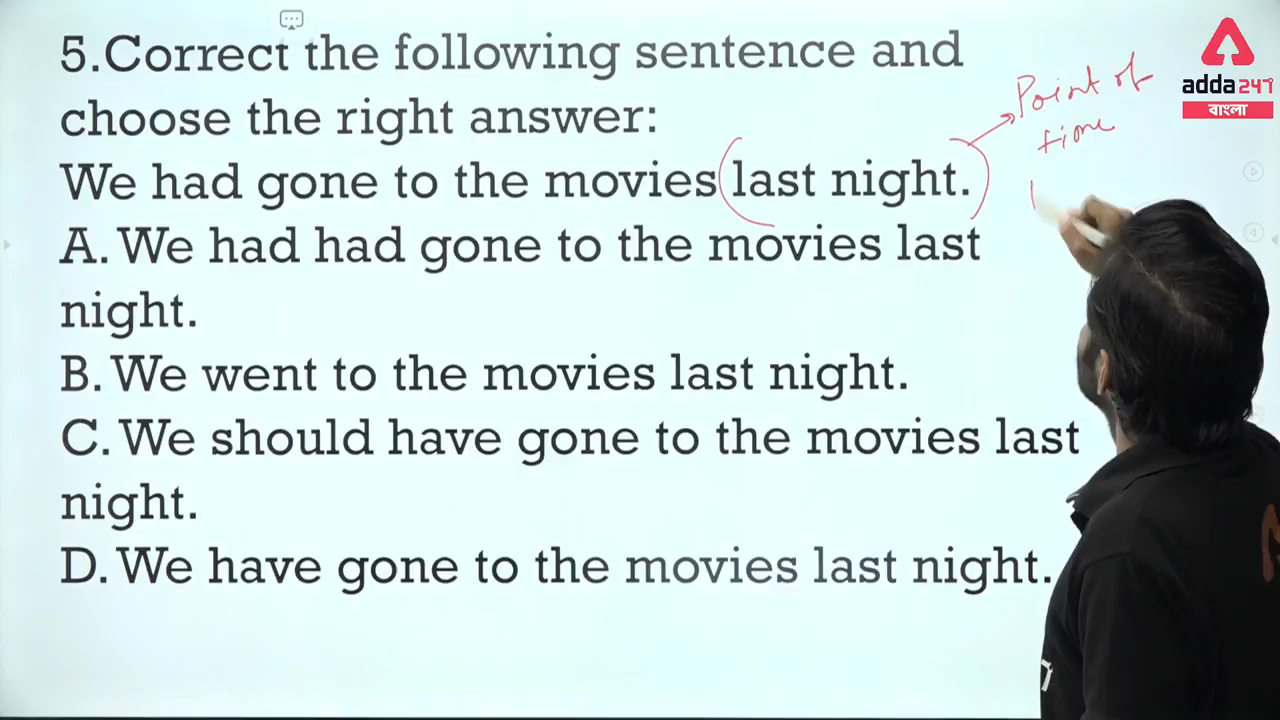 5.Correct the following sentence and
choose the right answer:
We had gone to the movies last night.
A. We had had gone to the movies last
night.
B. We went to the movies last night.
C. We should have gone to the movies last
night.
D. We have gone to the movies last night.
Point of
time
adda247
বাংলা